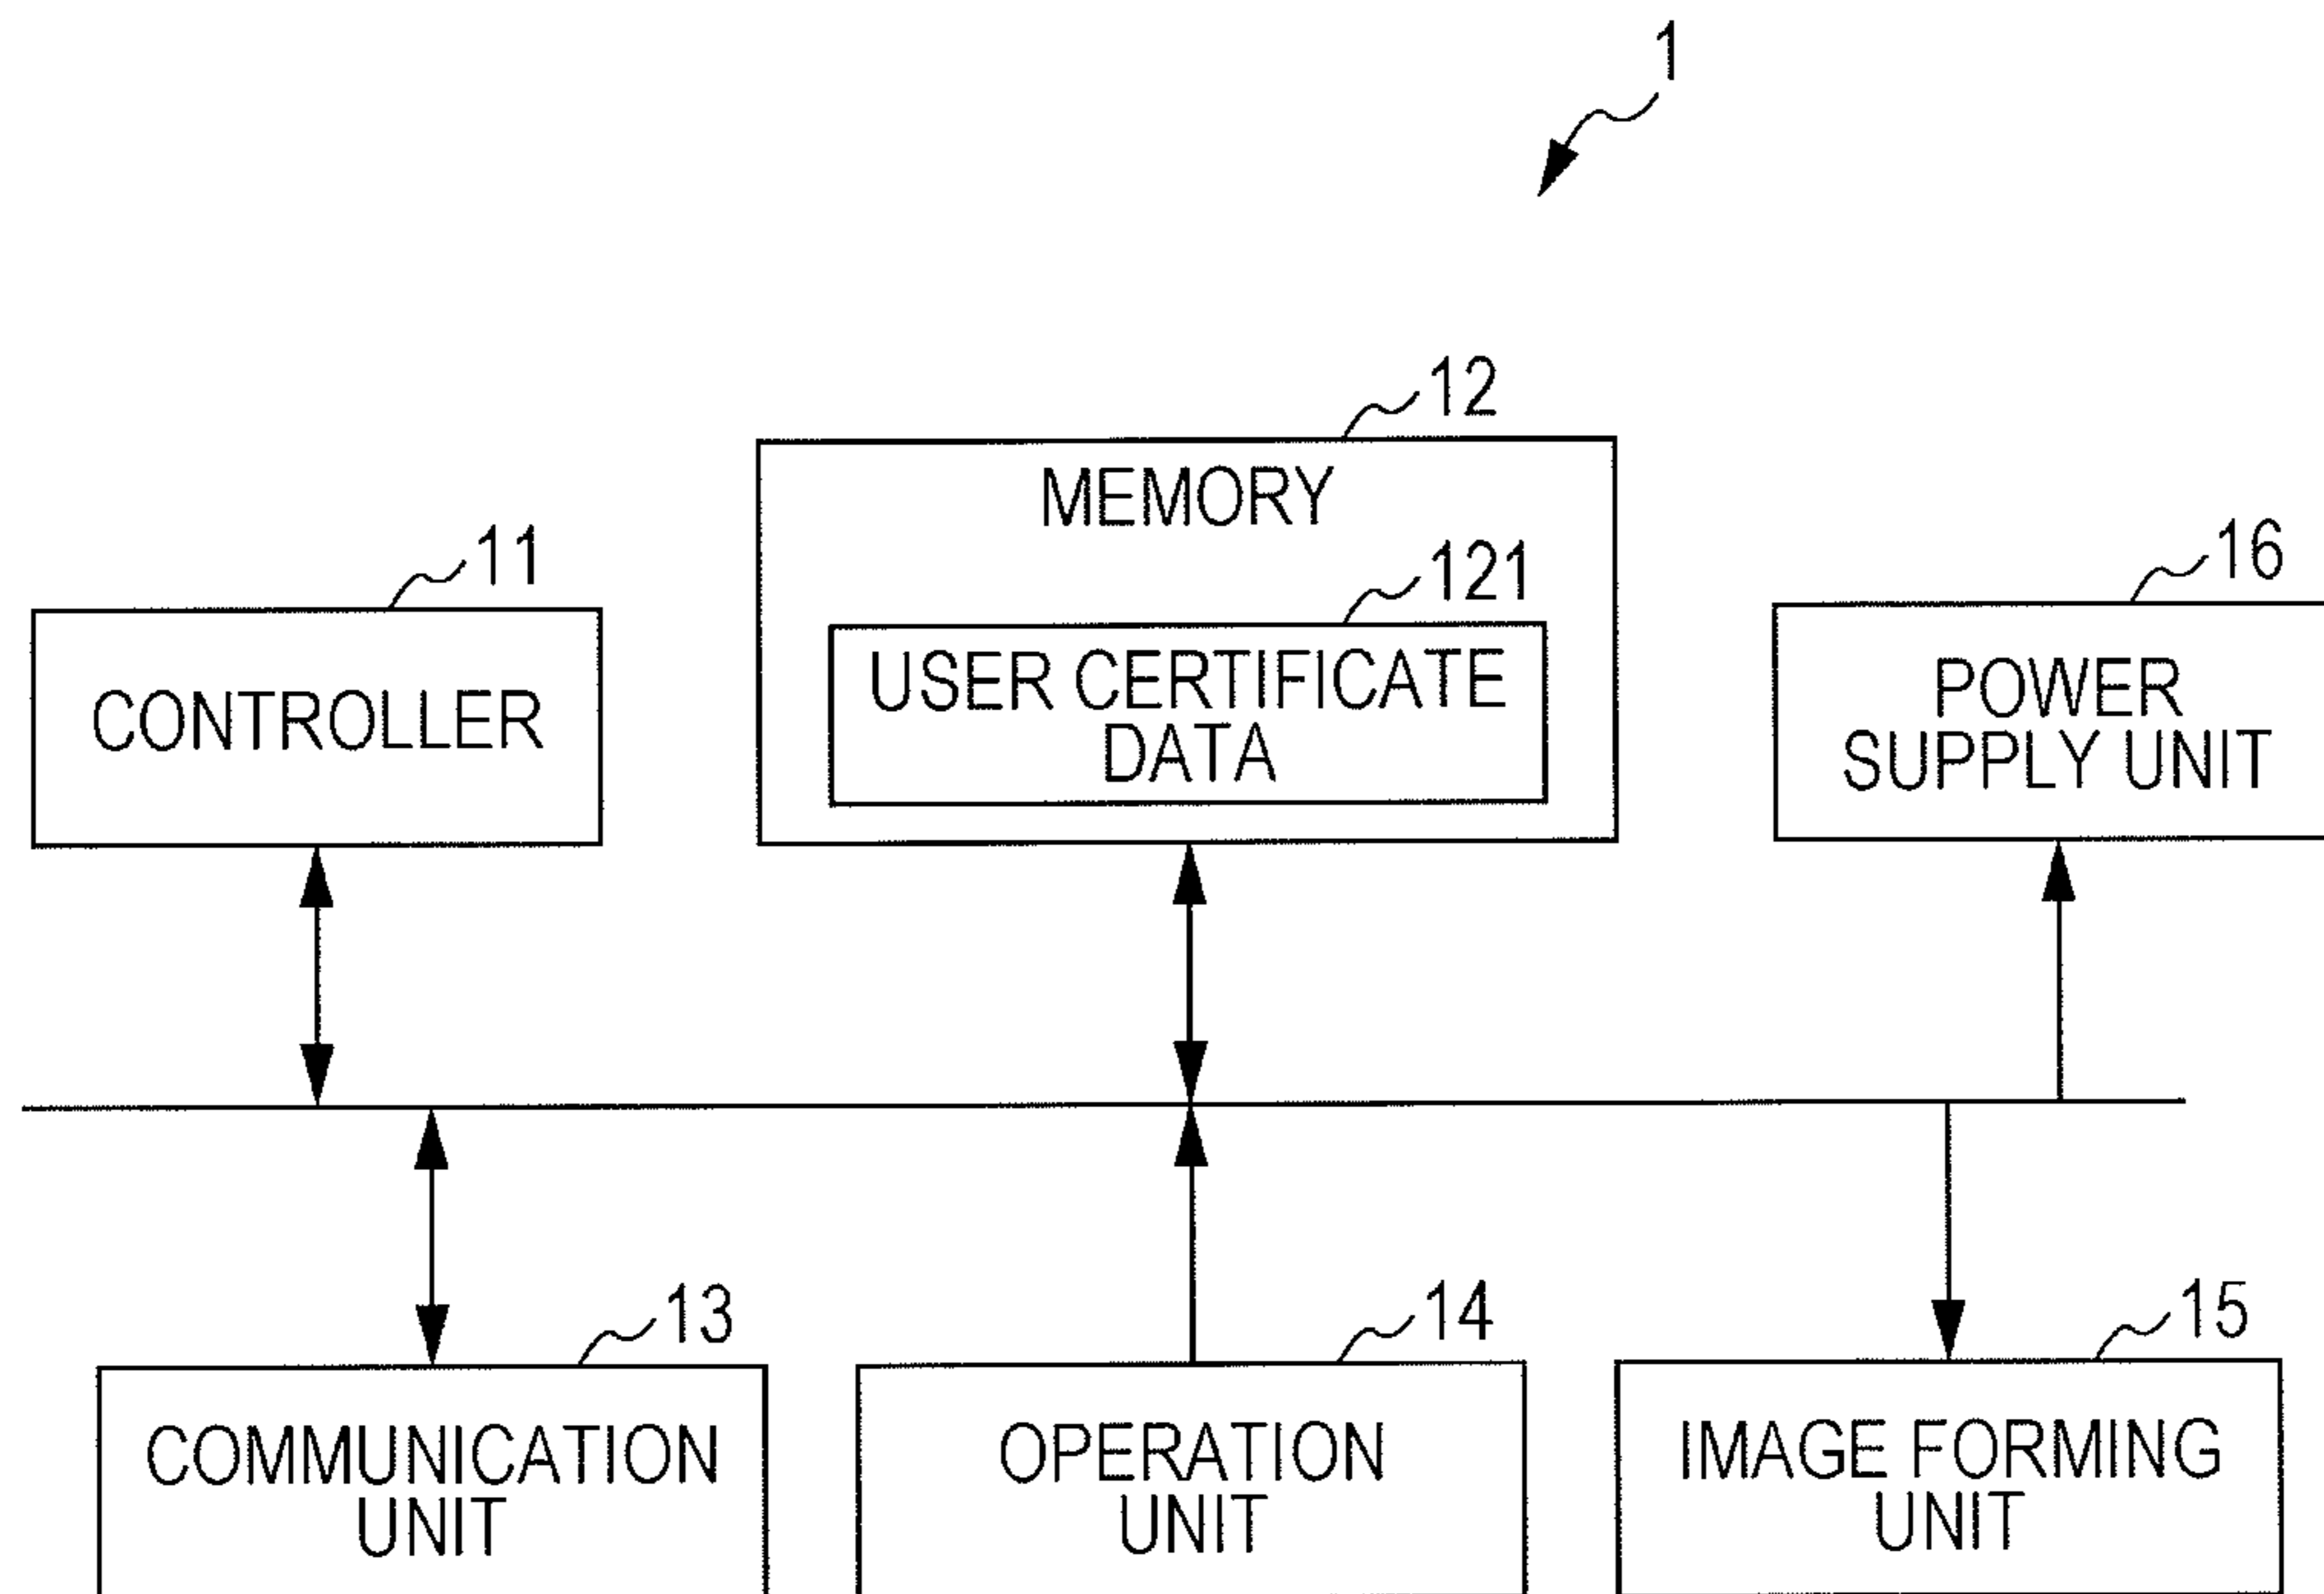 1
12
MEMORY
11
121
16
CONTROLLER
USER CERTIFICATE
DATA
POWER
SUPPLY UNIT
13
14
15
COMMUNICATION
UNIT
OPERATION
UNIT
IMAGE FORMING
UNIT